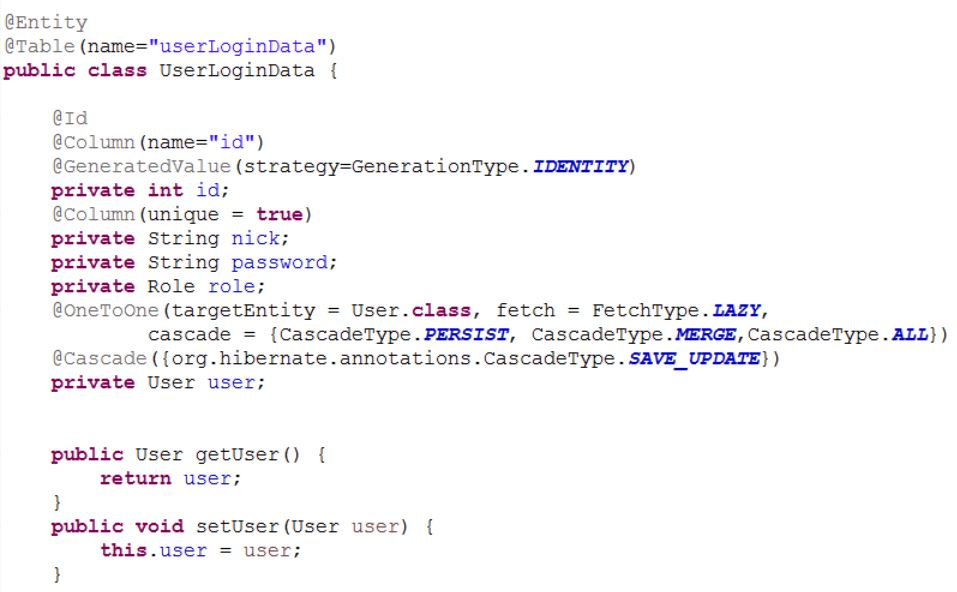 @Entity
@Table(name="userLoginData")
public class UserLoginData {
@Id
@Column(name="id")
@GeneratedValue(strategy=GenerationType.IDENTITY)
private int id;
@Column(unique = true)
private String nick;
private String password;
private Role role;
@OneToOne(targetEntity = User.class, fetch = FetchType.LAZY,
cascade = {CascadeType.PERSIST, CascadeType.MERGE,CascadeType.ALL})
@Cascade({org.hibernate.annotations.CascadeType.SAVE_UPDATE})
private User user;
public User getUser() {
return user;
}
public void setUser(User user) {
this.user = user;
}